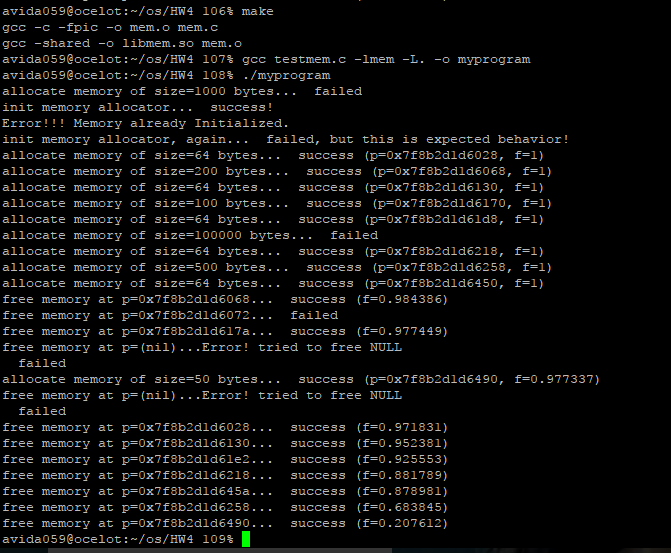 avida059@ocelot:~/os/HW4 106% make
gcc -c -fpic -o mem.o mem.c
gcc -shared -o libmem.so mem.o
avida059@ocelot:~/os/HW4 107% gcc testmem.c -lmem -L. -o myprogram
avida059@ocelot:~/os/HW4 108% ./myprogram
allocate memory of size=1000 bytes...  failed
init memory allocator...  success!
Error!!! Memory already Initialized.
init memory allocator, again...  failed, but this is expected behavior!
allocate memory of size=64 bytes...  success (p=0x7f8b2d1d6028, f=1)
allocate memory of size=200 bytes...  success (p=0x7f8b2d1d6068, f=1)
allocate memory of size=64 bytes...  success (p=0x7f8b2d1d6130, f=1)
allocate memory of size=100 bytes...  success (p=0x7f8b2d1d6170, f=1)
allocate memory of size=64 bytes...  success (p=0x7f8b2d1d61d8, f=1)
allocate memory of size=100000 bytes...  failed
allocate memory of size=64 bytes...  success (p=0x7f8b2d1d6218, f=1)
allocate memory of size=500 bytes...  success (p=0x7f8b2d1d6258, f=1)
allocate memory of size=64 bytes...  success (p=0x7f8b2d1d6450, f=1)
free memory at p=0x7f8b2d1d6068...  success (f=0.984386)
free memory at p=0x7f8b2d1d6072...  failed
free memory at p=0x7f8b2d1d617a...  success (f=0.977449)
free memory at p=(nil)...Error! tried to free NULL
  failed
allocate memory of size=50 bytes...  success (p=0x7f8b2d1d6490, f=0.977337)
free memory at p=(nil)...Error! tried to free NULL
  failed
free memory at p=0x7f8b2d1d6028...  success (f=0.971831)
free memory at p=0x7f8b2d1d6130...  success (f=0.952381)
free memory at p=0x7f8b2d1d61e2...  success (f=0.925553)
free memory at p=0x7f8b2d1d6218...  success (f=0.881789)
free memory at p=0x7f8b2d1d645a...  success (f=0.878981)
free memory at p=0x7f8b2d1d6258...  success (f=0.683845)
free memory at p=0x7f8b2d1d6490...  success (f=0.207612)
avida059@ocelot:~/os/HW4 109%